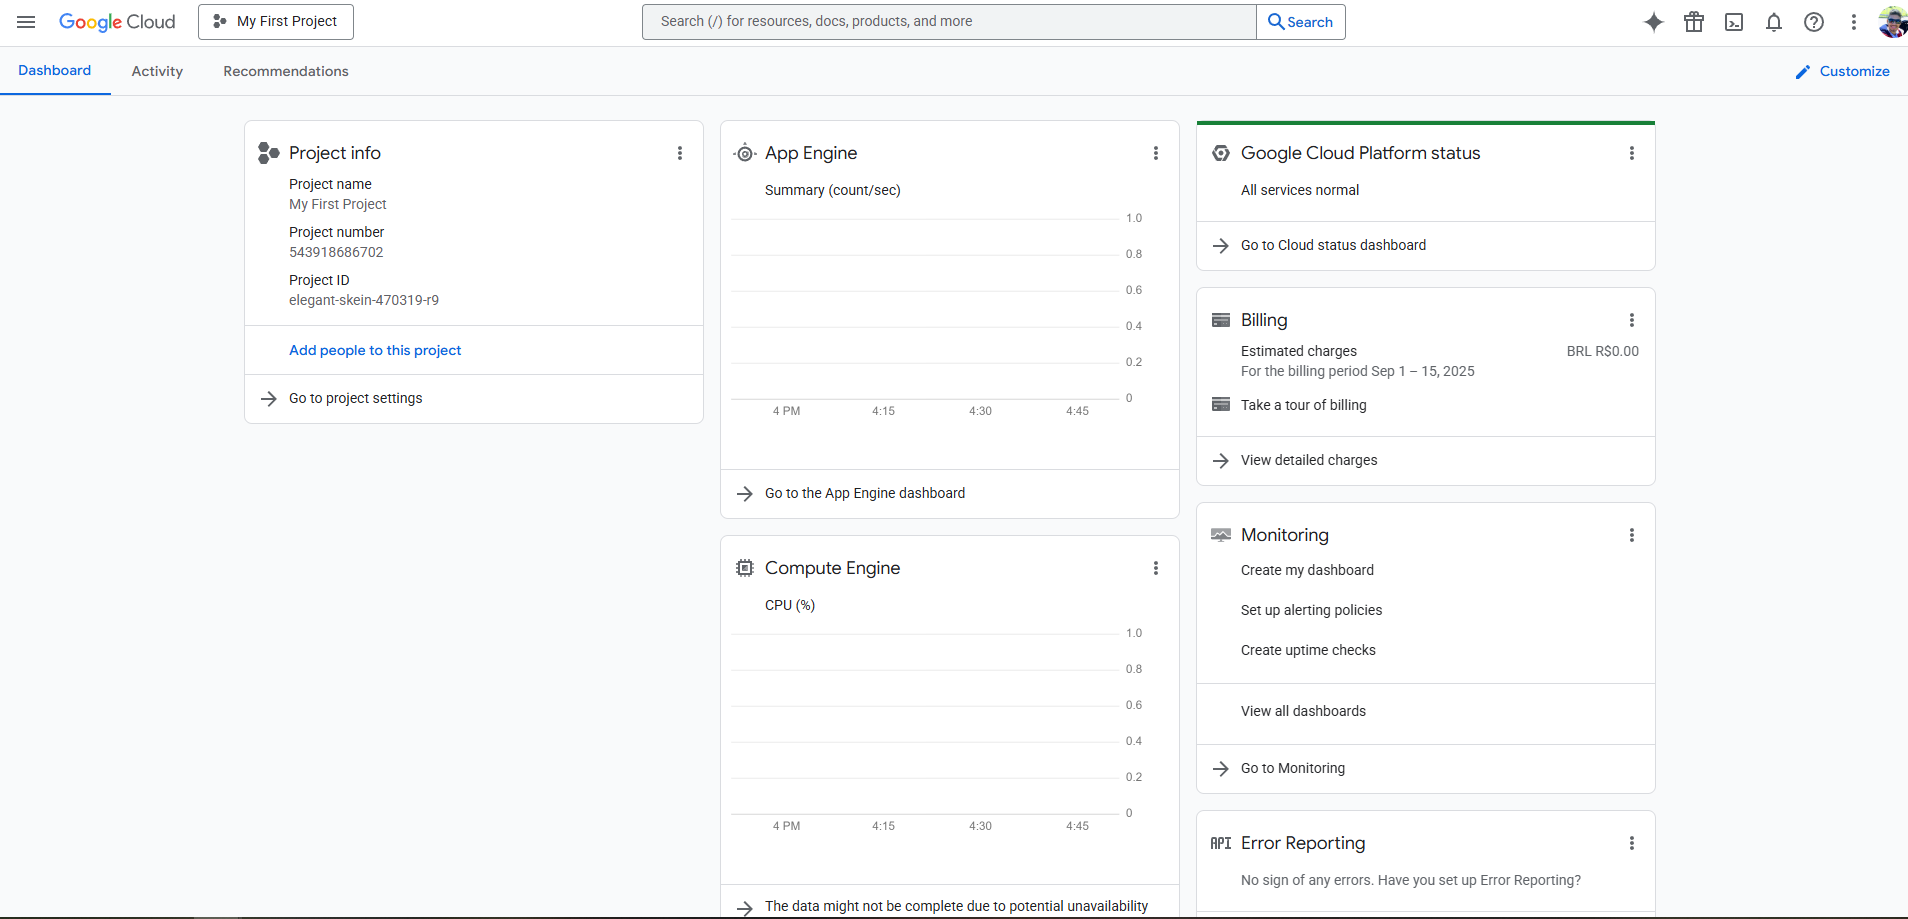 Google Cloud
My First Project
Search (/) for resources, docs, products, and more
Search
Dashboard
Activity
Recommendations
Customize
Project info
Project name
My First Project
Project number
543918686702
Project ID
elegant-skein-470319-r9
Add people to this project
Go to project settings
App Engine
Summary (count/sec)
1.0
0.8
0.6
0.4
0.2
0
4 PM 4:15 4:30 4:45
Go to the App Engine dashboard
Compute Engine
CPU (%)
1.0
0.8
0.6
0.4
0.2
0
4 PM 4:15 4:30 4:45
The data might not be complete due to potential unavailability
Google Cloud Platform status
All services normal
Go to Cloud status dashboard
Billing
Estimated charges BRL R$0.00
For the billing period Sep 1 – 15, 2025
Take a tour of billing
View detailed charges
Monitoring
Create my dashboard
Set up alerting policies
Create uptime checks
View all dashboards
Go to Monitoring
API Error Reporting
No sign of any errors. Have you set up Error Reporting?